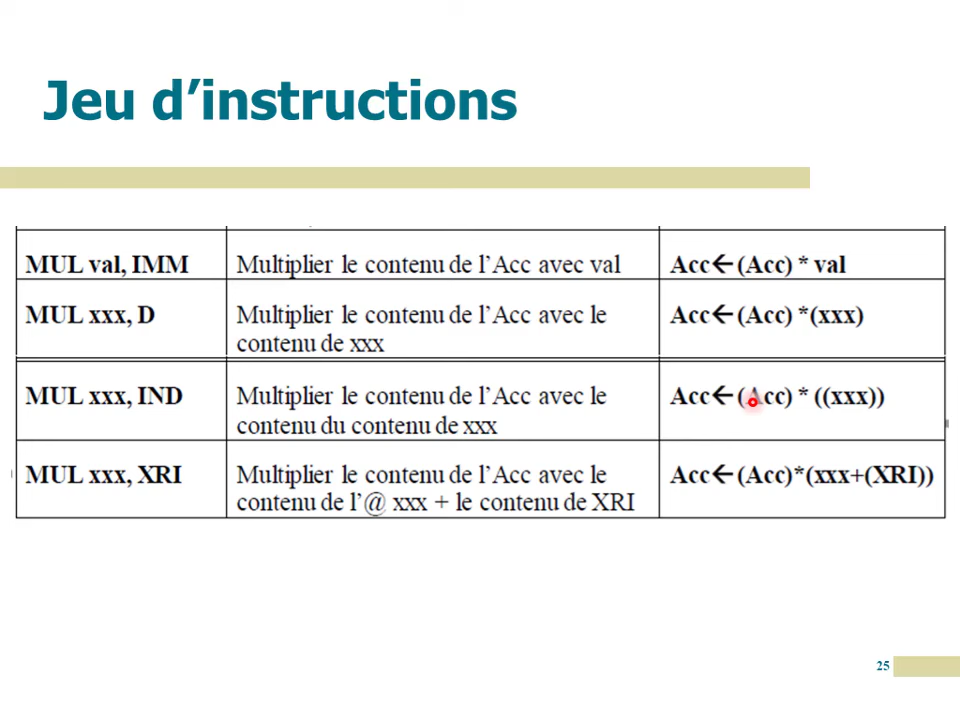 Jeu d’instructions
MUL val, IMM
Multiplier le contenu de l’Acc avec val
Acc←(Acc) * val
MUL xxx, D
Multiplier le contenu de l’Acc avec le
contenu de xxx
Acc←(Acc) *(xxx)
MUL xxx, IND
Multiplier le contenu de l’Acc avec le
contenu du contenu de xxx
Acc←(Acc) * ((xxx))
MUL xxx, XRI
Multiplier le contenu de l’Acc avec le
contenu de l’@ xxx + le contenu de XRI
Acc←(Acc)*(xxx+(XRI))
25